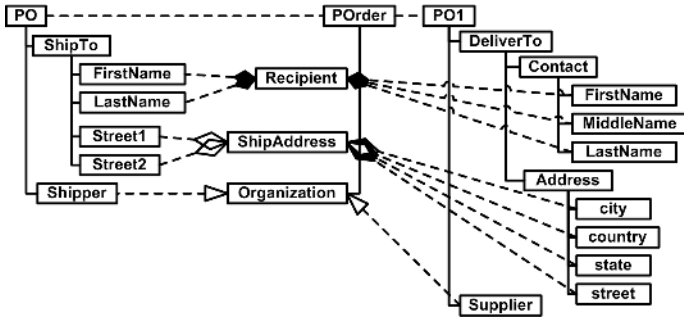 PO
POrder
PO1
ShipTo
DeliverTo
Contact
FirstName
Recipient
FirstName
LastName
MiddleName
Street1
ShipAddress
LastName
Street2
Address
Shipper
Organization
city
country
state
street
Supplier